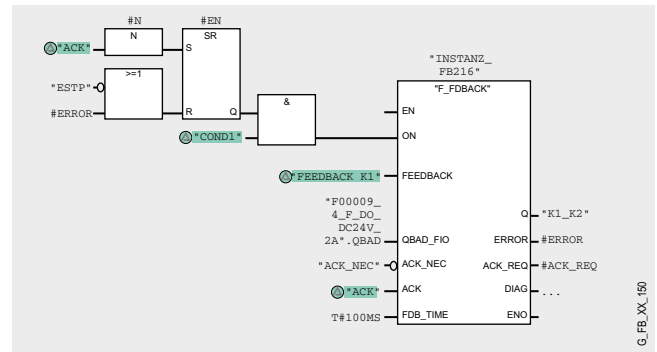 #N
#EN
N
SR
"ACK"
S
"INSTANZ_
FB216"
>=1
"F_FDBACK"
"ESTP"
&
EN
#ERROR
R
Q
"COND1"
ON
"FEEDBACK K1"
FEEDBACK
"F00009_
4_F_DO_
DC24V_
2A".QBAD
QBAD_FIO
Q
"K1_K2"
ERROR
#ERROR
"ACK_NEC"
ACK_NEC
ACK_REQ
#ACK_REQ
"ACK"
ACK
DIAG
...
T#100MS
FDB_TIME
ENO
G_FB_XX_150